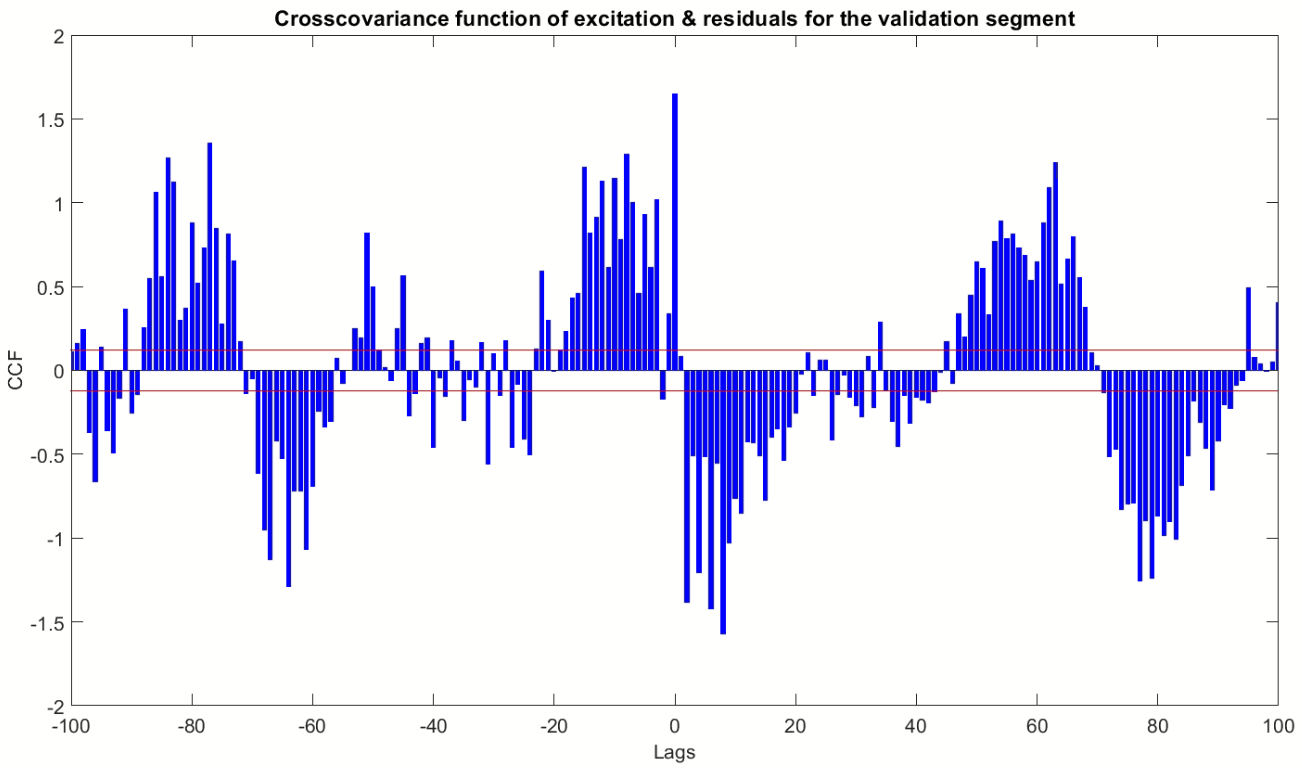 Crosscovariance function of excitation & residuals for the validation segment
2
1.5
1
0.5
0
-0.5
-1
-1.5
-2
CCF
-100 -80 -60 -40 -20 0 20 40 60 80 100
Lags